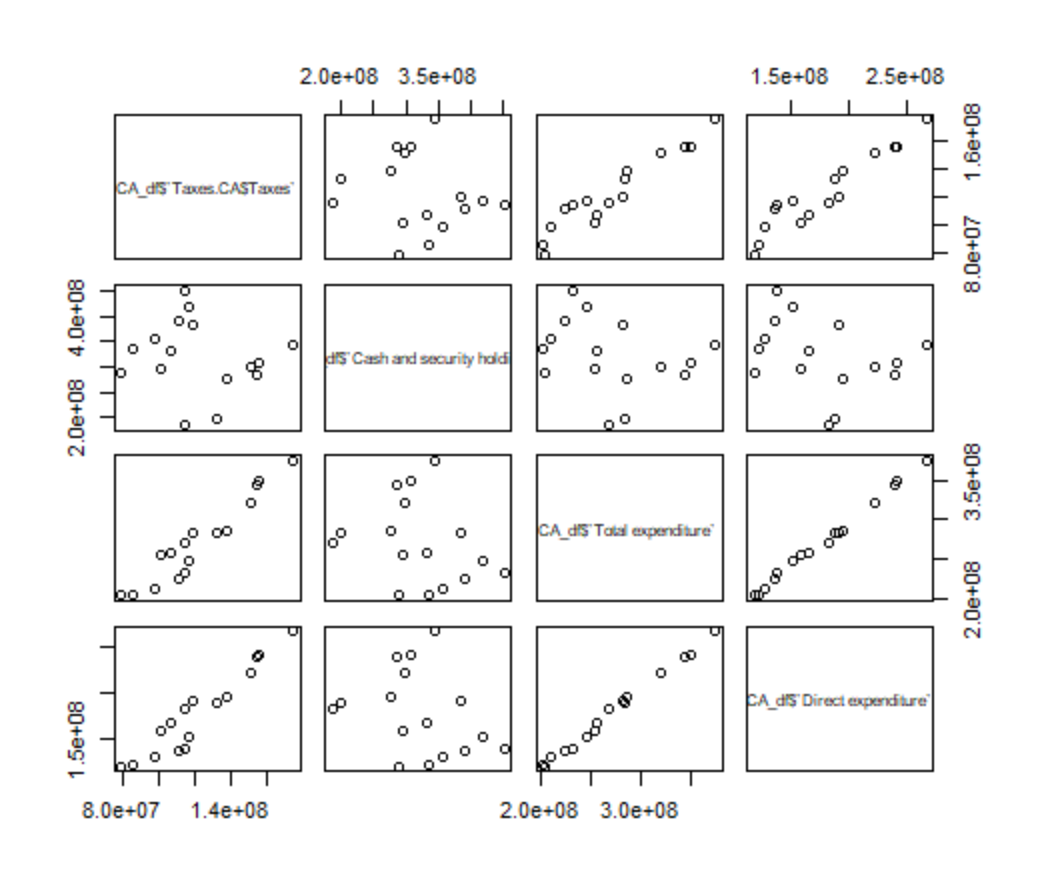 2.0e+08 3.5e+08 1.5e+08 2.5e+08
CA_df$`Taxes.CA$Taxes` 1.6e+08
8.0e+07
4.0e+08 df$`Cash and security holdi
2.0e+08
CA_df$`Total expenditure` 3.5e+08
2.0e+08
1.5e+08 CA_df$`Direct expenditure`
8.0e+07 1.4e+08 2.0e+08 3.0e+08